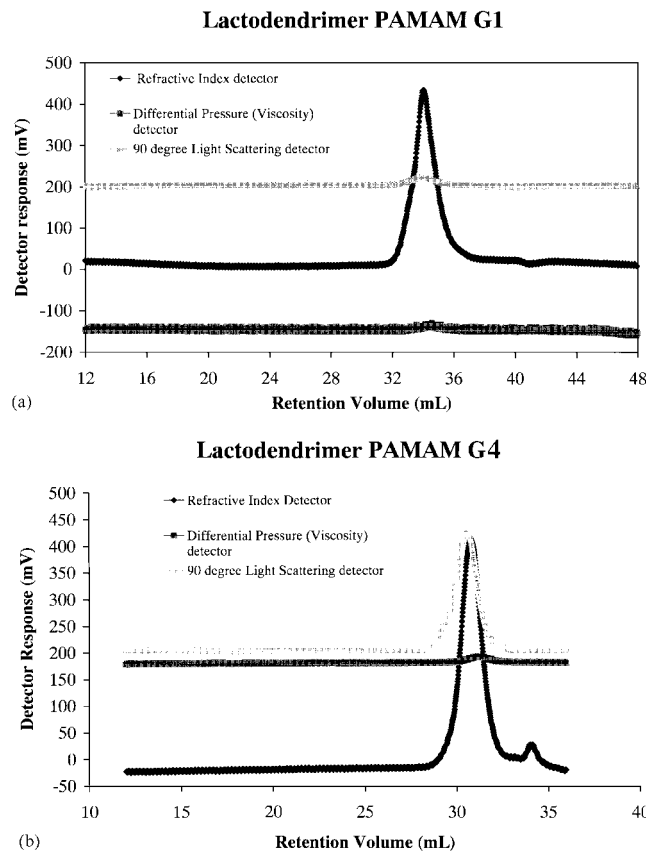 Lactodendrimer PAMAM G1
500
400
300
200
100
0
-100
-200
Detector response (mV)
Refractive Index detector
Differential Pressure (Viscosity)
detector
90 degree Light Scattering detector
12 16 20 24 28 32 36 40 44 48
Retention Volume (mL)
(a)
Lactodendrimer PAMAM G4
500
450
400
350
300
250
200
150
100
50
0
-50
Detector Response (mV)
Refractive Index Detector
Differential Pressure (Viscosity)
detector
90 degree Light Scattering detector
10 15 20 25 30 35 40
Retention Volume (mL)
(b)